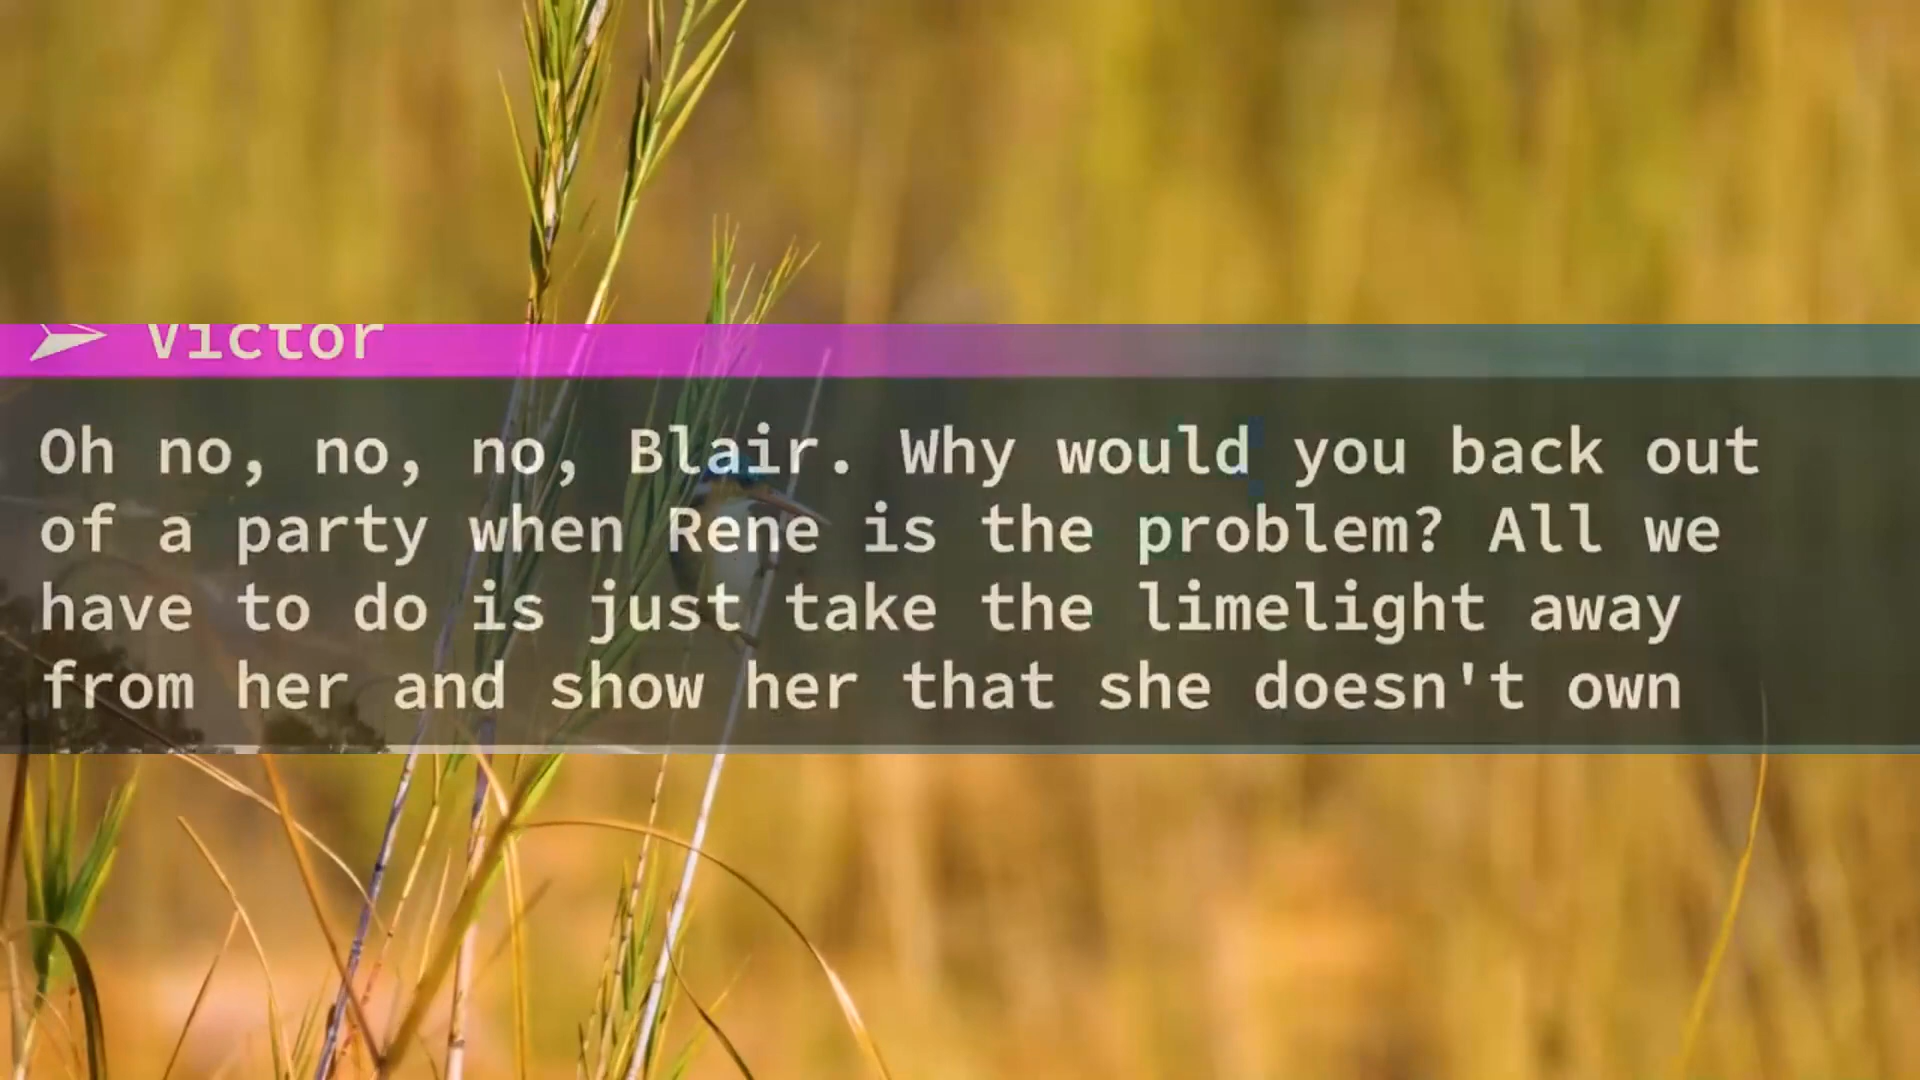 Victor
Oh no, no, no, Blair. Why would you back out
of a party when Rene is the problem? All we
have to do is just take the limelight away
from her and show her that she doesn't own